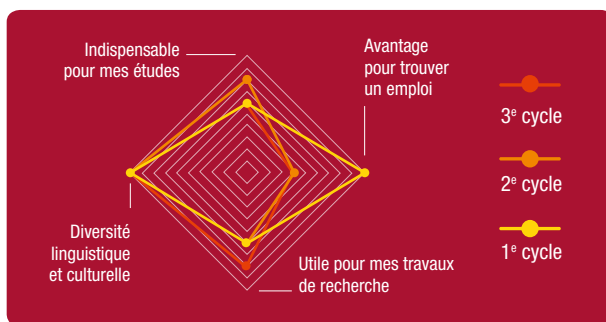 Indispensable
pour mes études
Avantage
pour trouver
un emploi
3e cycle
2e cycle
1e cycle
Diversité
linguistique
et culturelle
Utile pour mes travaux
de recherche